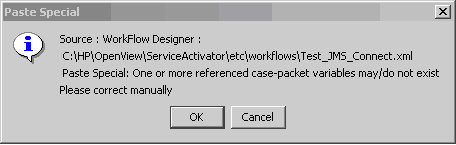 Paste Special
Source : WorkFlow Designer :
C:\HP\OpenView\ServiceActivator\etc\workflows\Test_JMS_Connect.xml
Paste Special: One or more referenced case-packet variables may/do not exist
Please correct manually
OK Cancel